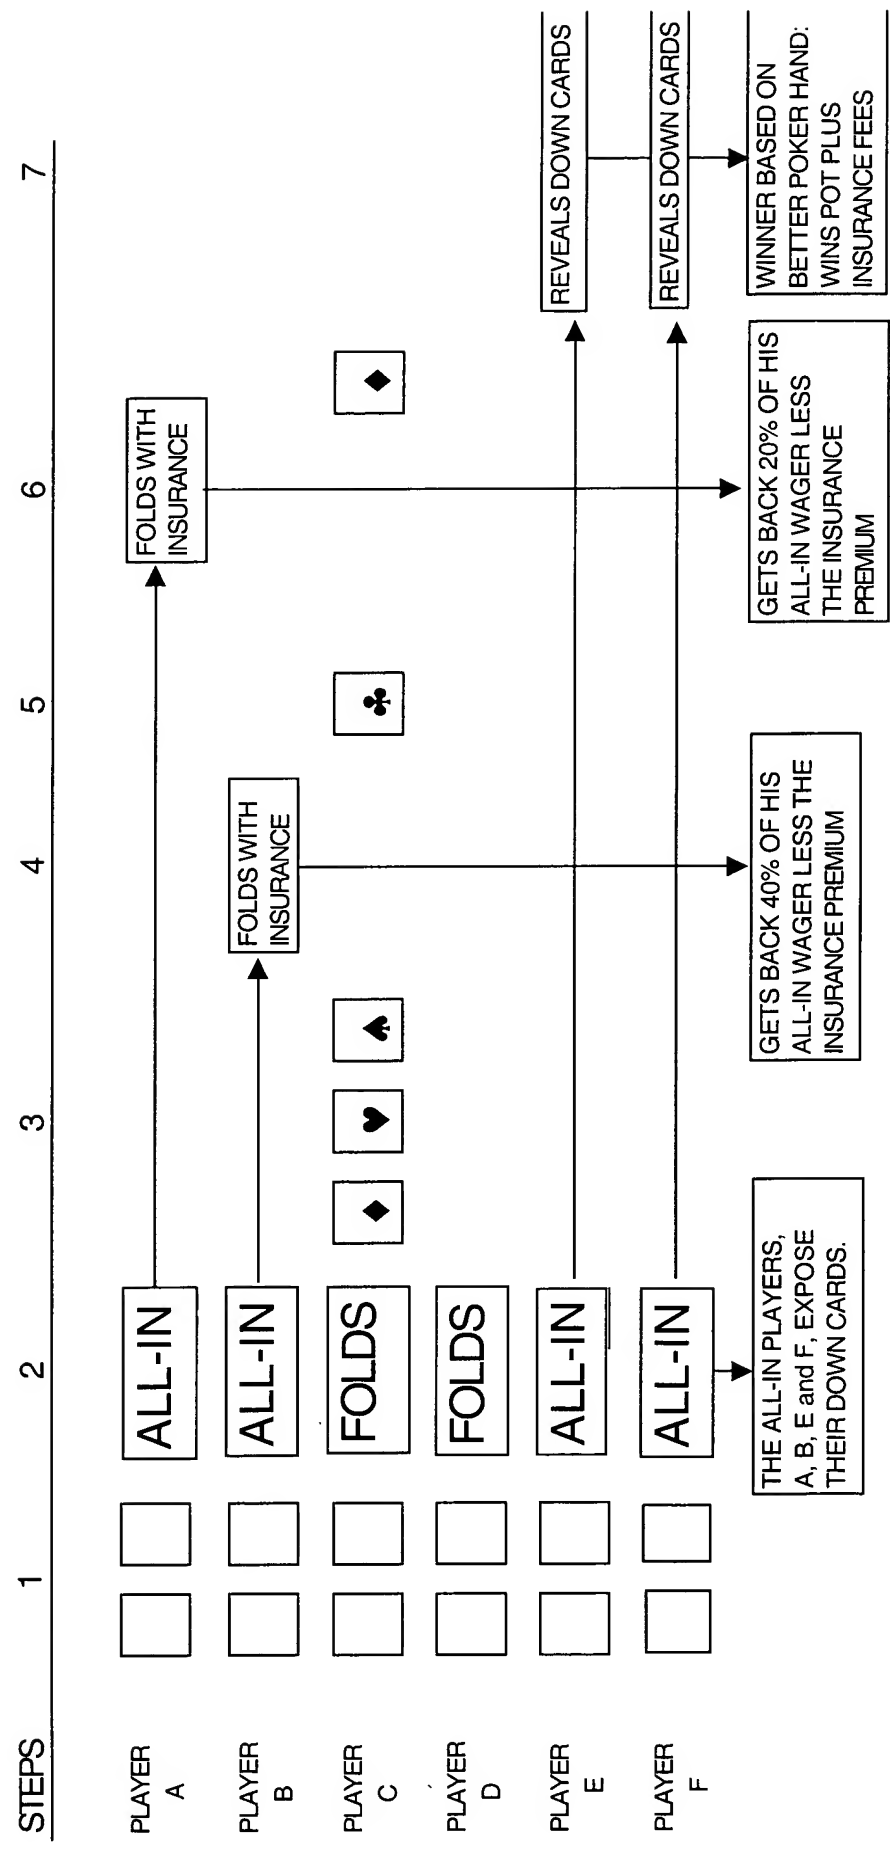 STEPS 1 2 3 4 5 6 7
PLAYER
A
ALL-IN
FOLDS WITH
INSURANCE
PLAYER
B
ALL-IN
FOLDS WITH
INSURANCE
PLAYER
C
FOLDS
PLAYER
D
FOLDS
PLAYER
E
ALL-IN
REVEALS DOWN CARDS
PLAYER
F
ALL-IN
REVEALS DOWN CARDS
THE ALL-IN PLAYERS,
A, B, E and F, EXPOSE
THEIR DOWN CARDS.
GETS BACK 40% OF HIS
ALL-IN WAGER LESS THE
INSURANCE PREMIUM
GETS BACK 20% OF HIS
ALL-IN WAGER LESS
THE INSURANCE
PREMIUM
WINNER BASED ON
BETTER POKER HAND:
WINS POT PLUS
INSURANCE FEES